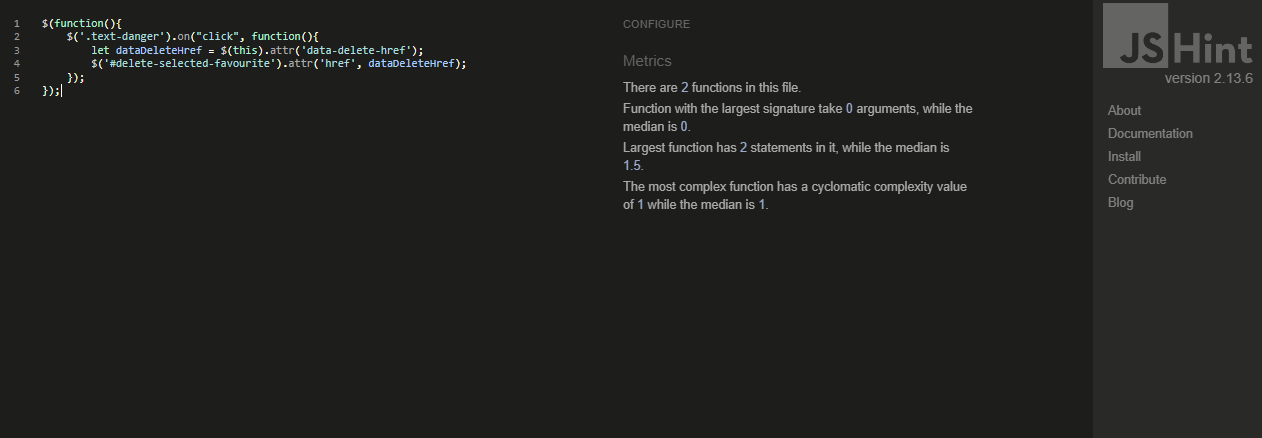 1 $(function(){
2 $('.text-danger').on("click", function(){
3 let dataDeleteHref = $(this).attr('data-delete-href');
4 $('#delete-selected-favourite').attr('href', dataDeleteHref);
5 });
6 });
CONFIGURE
Metrics
There are 2 functions in this file.
Function with the largest signature take 0 arguments, while the
median is 0.
Largest function has 2 statements in it, while the median is
1.5.
The most complex function has a cyclomatic complexity value
of 1 while the median is 1.
JSHint
version 2.13.6
About
Documentation
Install
Contribute
Blog